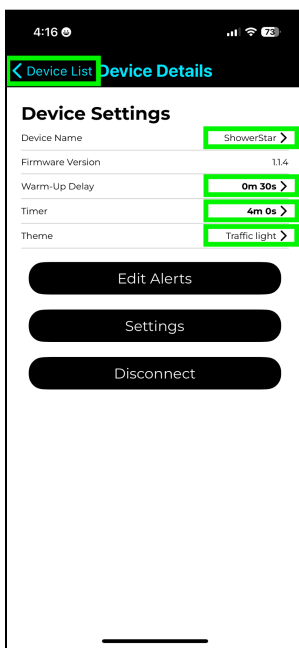 4:16
73
Device List Device Details
Device Settings
Device Name ShowerStar
Firmware Version 1.1.4
Warm-Up Delay 0m 30s
Timer 4m 0s
Theme Traffic light
Edit Alerts
Settings
Disconnect